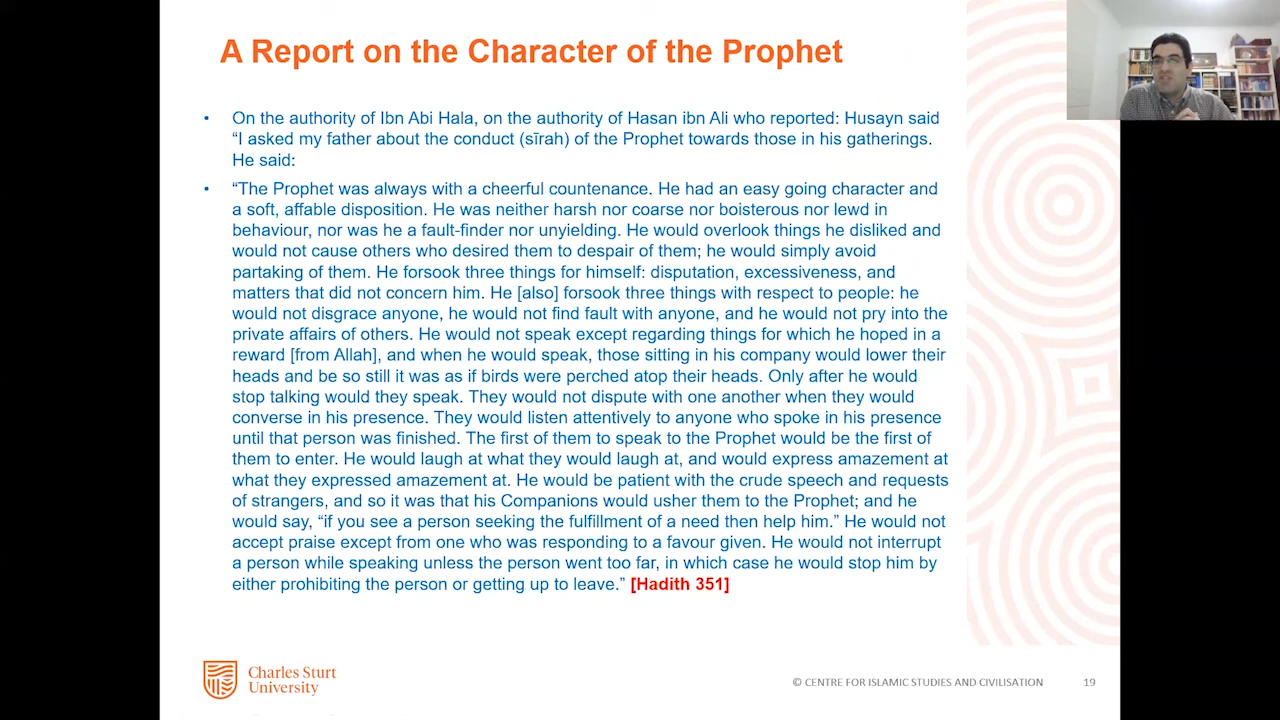 A Report on the Character of the Prophet
• On the authority of Ibn Abi Hala, on the authority of Hasan ibn Ali who reported: Husayn said
“I asked my father about the conduct (sīrah) of the Prophet towards those in his gatherings.
He said:
• “The Prophet was always with a cheerful countenance. He had an easy going character and
a soft, affable disposition. He was neither harsh nor coarse nor boisterous nor lewd in
behaviour, nor was he a fault-finder nor unyielding. He would overlook things he disliked and
would not cause others who desired them to despair of them; he would simply avoid
partaking of them. He forsook three things for himself: disputation, excessiveness, and
matters that did not concern him. He [also] forsook three things with respect to people: he
would not disgrace anyone, he would not find fault with anyone, and he would not pry into the
private affairs of others. He would not speak except regarding things for which he hoped in a
reward [from Allah], and when he would speak, those sitting in his company would lower their
heads and be so still it was as if birds were perched atop their heads. Only after he would
stop talking would they speak. They would not dispute with one another when they would
converse in his presence. They would listen attentively to anyone who spoke in his presence
until that person was finished. The first of them to speak to the Prophet would be the first of
them to enter. He would laugh at what they would laugh at, and would express amazement at
what they expressed amazement at. He would be patient with the crude speech and requests
of strangers, and so it was that his Companions would usher them to the Prophet; and he
would say, “if you see a person seeking the fulfillment of a need then help him.” He would not
accept praise except from one who was responding to a favour given. He would not interrupt
a person while speaking unless the person went too far, in which case he would stop him by
either prohibiting the person or getting up to leave.” [Hadith 351]
Charles Sturt
University
© CENTRE FOR ISLAMIC STUDIES AND CIVILISATION
19